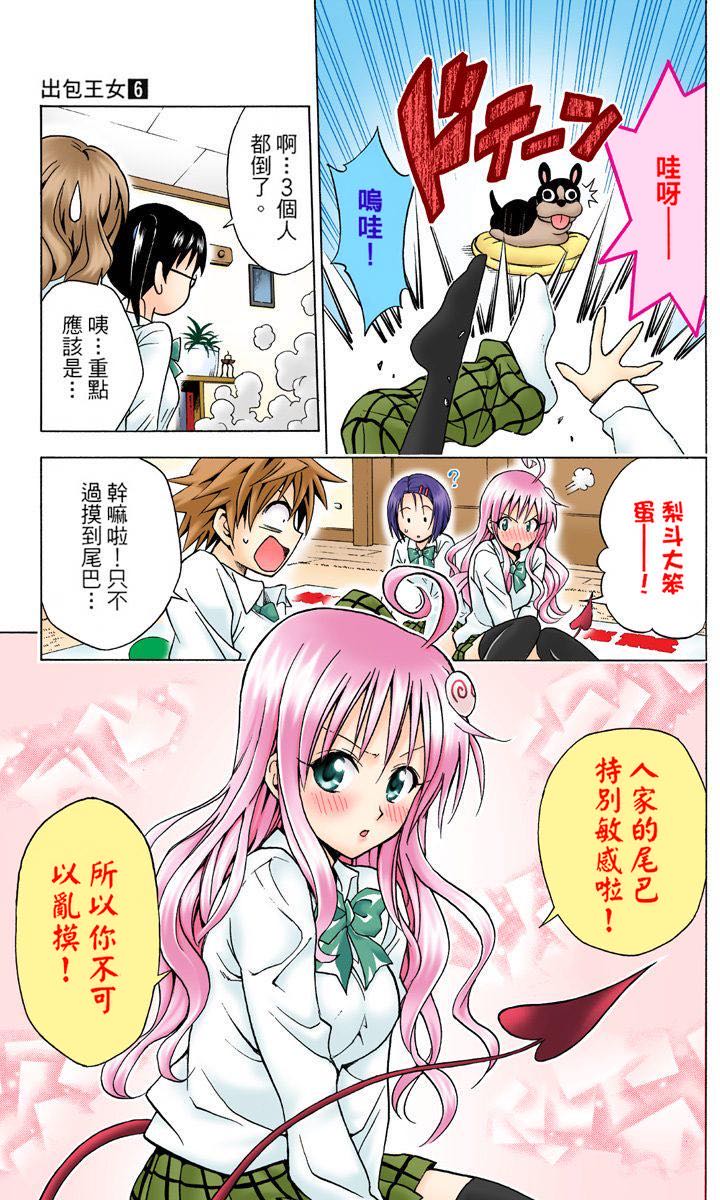 出包王女6
哇呀——
ドテーン
嗚哇！
啊…3個人
都倒了。
咦…重點
應該是…
梨斗大笨
蛋——！
?
幹嘛啦！只不
過摸到尾巴…
人家的尾巴
特別敏感啦！
所以你不可
以亂摸！